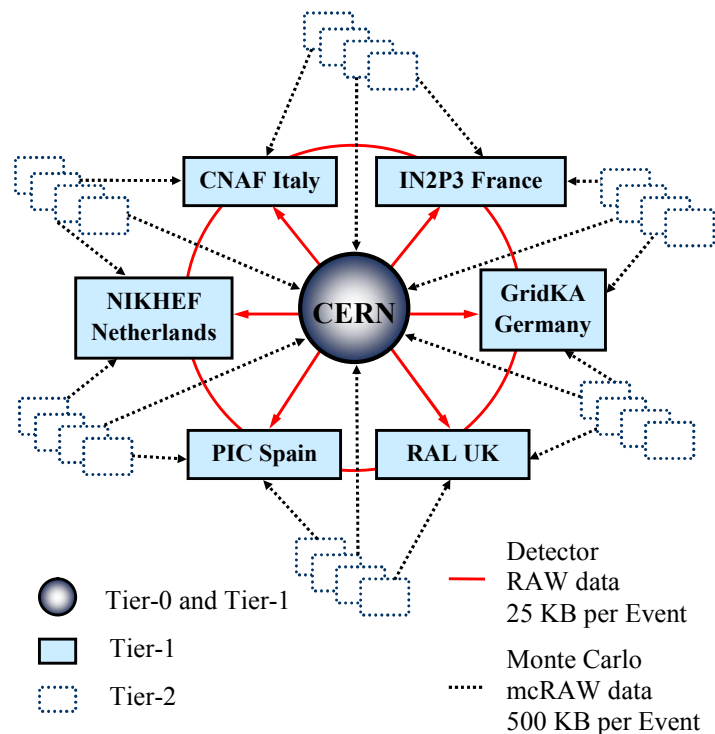 CNAF Italy
IN2P3 France
NIKHEF
Netherlands
CERN
GridKA
Germany
PIC Spain
RAL UK
Tier-0 and Tier-1
Tier-1
Tier-2
Detector
RAW data
25 KB per Event
Monte Carlo
mcRAW data
500 KB per Event